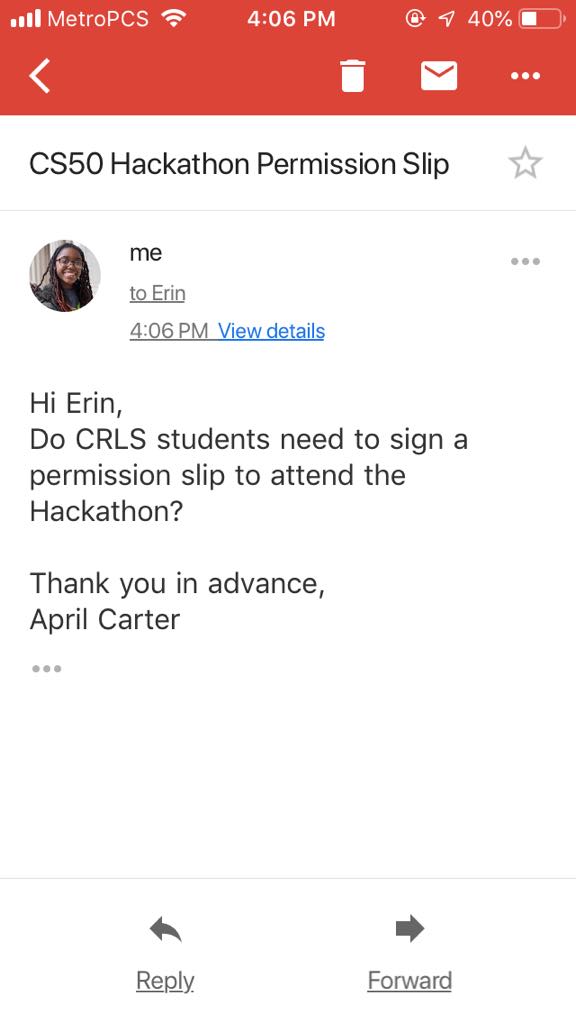 MetroPCS 4:06 PM 40%
CS50 Hackathon Permission Slip
me
to Erin
4:06 PM View details
Hi Erin,
Do CRLS students need to sign a
permission slip to attend the
Hackathon?
Thank you in advance,
April Carter
Reply Forward